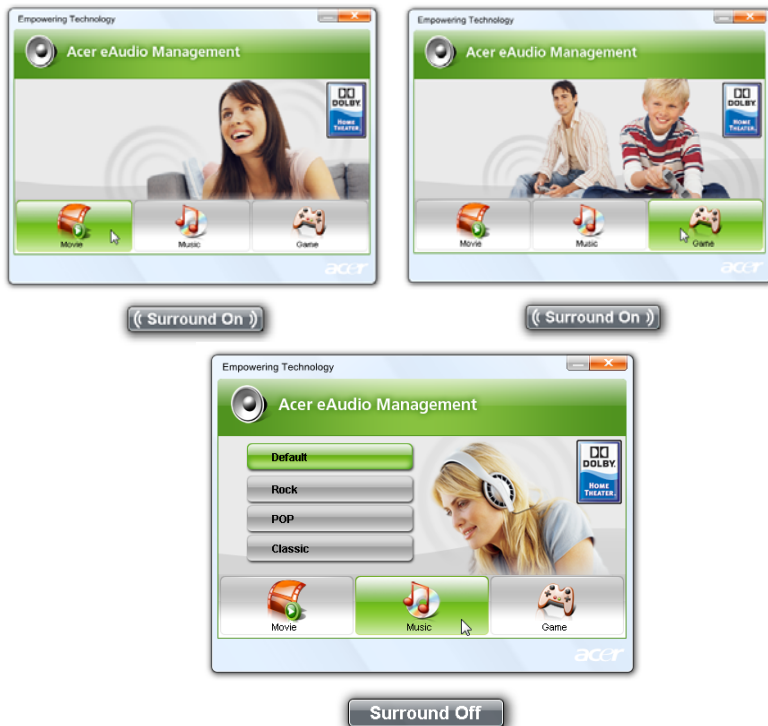 Empowering Technology
Acer eAudio Management
DOLBY
HOME THEATER
Movie
Music
Game
acer
(( Surround On ))
Empowering Technology
Acer eAudio Management
DOLBY
HOME THEATER
Movie
Music
Game
acer
(( Surround On ))
Empowering Technology
Acer eAudio Management
Default
Rock
POP
Classic
DOLBY
HOME THEATER
Movie
Music
Game
acer
Surround Off